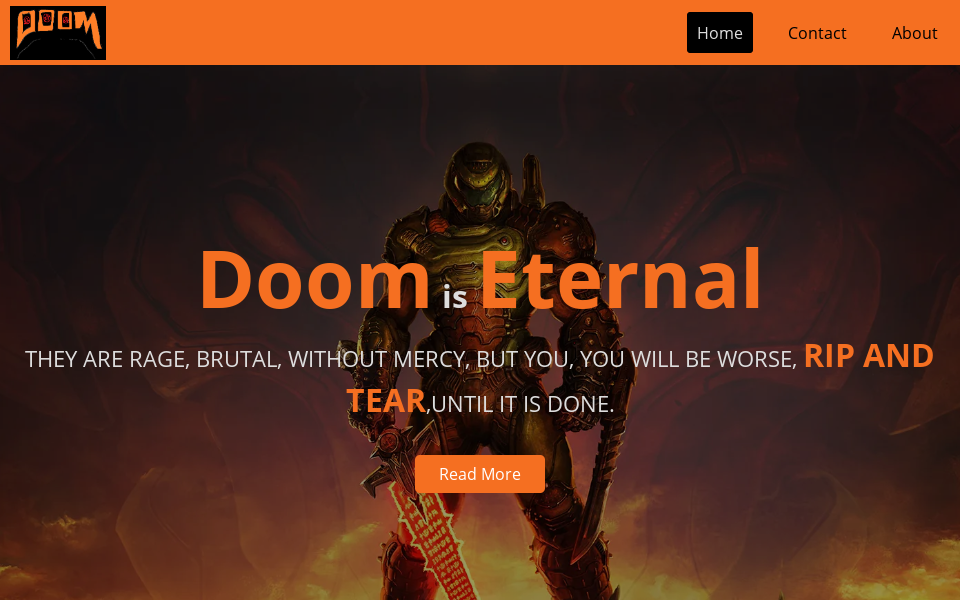 DOOM
Home Contact About
Doom is Eternal
THEY ARE RAGE, BRUTAL, WITHOUT MERCY, BUT YOU, YOU WILL BE WORSE, RIP AND
TEAR,UNTIL IT IS DONE.
Read More